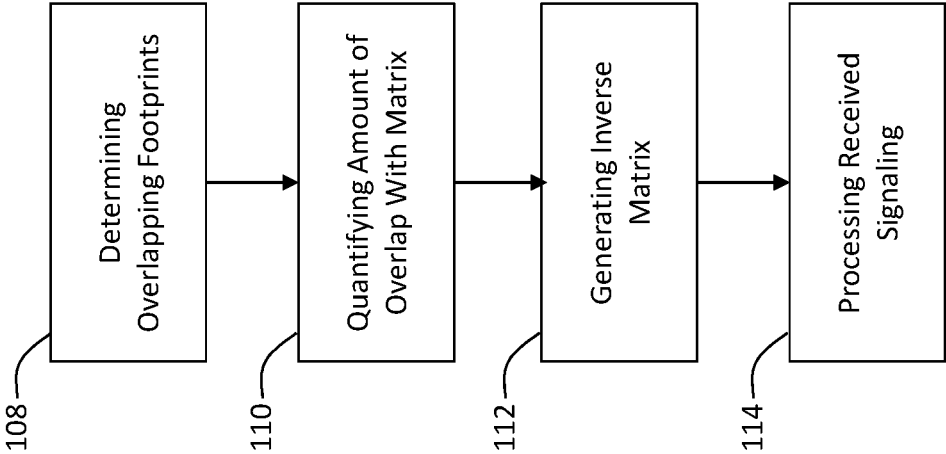 108
Determining
Overlapping Footprints
110
Quantifying Amount of
Overlap With Matrix
112
Generating Inverse
Matrix
114
Processing Received
Signaling